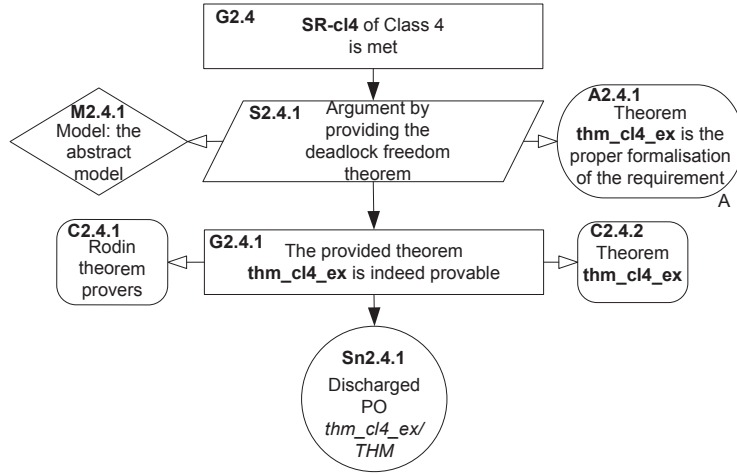 G2.4
SR-cl4 of Class 4
is met
M2.4.1
Model: the
abstract
model
S2.4.1
Argument by
providing the
deadlock freedom
theorem
A2.4.1
Theorem
thm_cl4_ex is the
proper formalisation
of the requirement
A
C2.4.1
Rodin
theorem
provers
G2.4.1
The provided theorem
thm_cl4_ex is indeed provable
C2.4.2
Theorem
thm_cl4_ex
Sn2.4.1
Discharged
PO
thm_cl4_ex/
THM